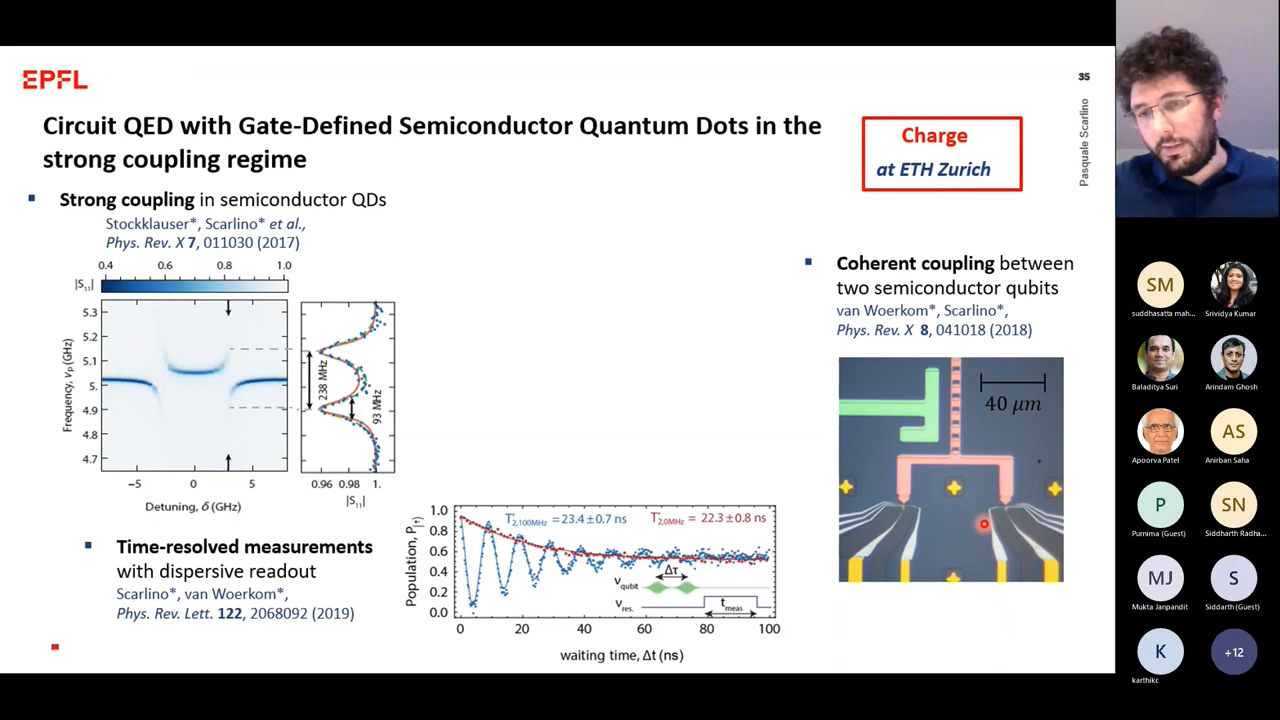 EPFL
35
Pasquale Scarlino
Circuit QED with Gate-Defined Semiconductor Quantum Dots in the
strong coupling regime
Charge
at ETH Zurich
▪ Strong coupling in semiconductor QDs
Stockklauser*, Scarlino* et al.,
Phys. Rev. X 7, 011030 (2017)
0.4 0.6 0.8 1.0
|S₁₁|
5.3
5.2
5.1
5.
4.9
4.8
4.7
Frequency, νₚ (GHz)
−5 0 5
Detuning, δ (GHz)
238 MHz
93 MHz
0.96 0.98 1.
|S₁₁|
▪ Time-resolved measurements
with dispersive readout
Scarlino*, van Woerkom*,
Phys. Rev. Lett. 122, 2068092 (2019)
1.0
0.8
0.6
0.4
0.2
0.0
Population, P|↑⟩
T*2,100MHz = 23.4 ± 0.7 ns
T*2,0MHz = 22.3 ± 0.8 ns
Δτ
νqubit
νres.
tmeas
0 20 40 60 80 100
waiting time, Δt (ns)
▪ Coherent coupling between
two semiconductor qubits
van Woerkom*, Scarlino*,
Phys. Rev. X 8, 041018 (2018)
40 μm
SM
suddhasatta mah...
Srividya Kumar
Baladitya Suri
Arindam Ghosh
Apoorva Patel
AS
Anirban Saha
P
Purnima (Guest)
SN
Siddharth Radha...
MJ
Mukta Janpandit
S
Siddarth (Guest)
K
karthikc
+12